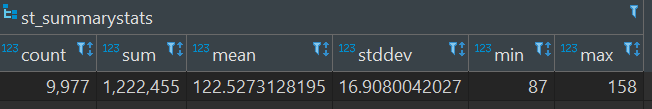 st_summarystats
123 count 123 sum 123 mean 123 stddev 123 min 123 max
9,977 1,222,455 122.5273128195 16.9080042027 87 158